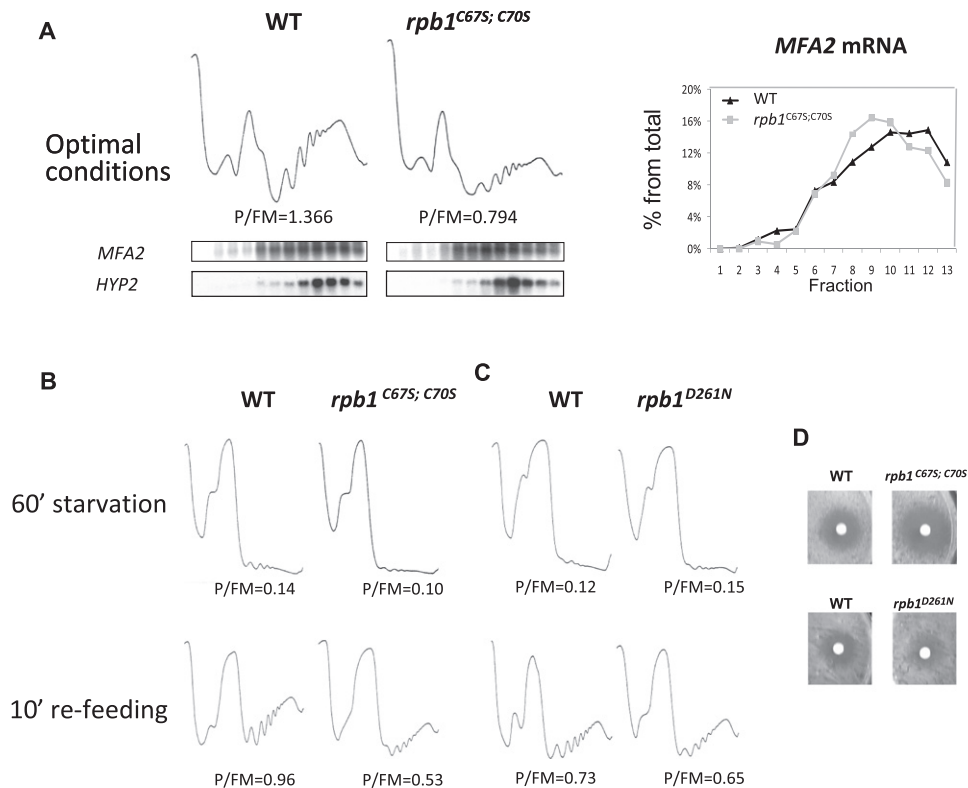 A
WT
rpb1C67S; C70S
Optimal
conditions
P/FM=1.366
P/FM=0.794
MFA2
HYP2
MFA2 mRNA
WT
rpb1C67S;C70S
% from total
20%
16%
12%
8%
4%
0%
1 2 3 4 5 6 7 8 9 10 11 12 13
Fraction
B
WT
rpb1 C67S; C70S
60’ starvation
P/FM=0.14
P/FM=0.10
10’ re-feeding
P/FM=0.96
P/FM=0.53
C
WT
rpb1D261N
P/FM=0.12
P/FM=0.15
P/FM=0.73
P/FM=0.65
D
WT
rpb1 C67S; C70S
WT
rpb1D261N